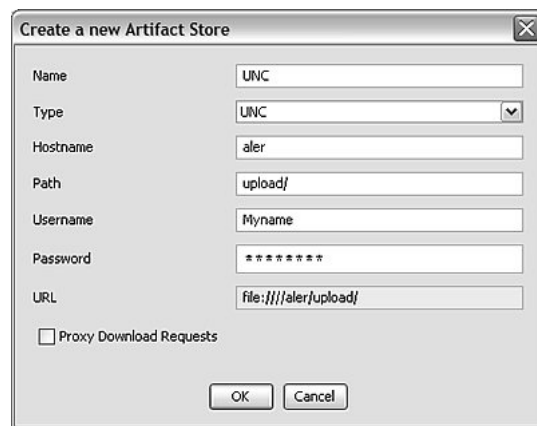 Create a new Artifact Store
Name UNC
Type UNC
Hostname aler
Path upload/
Username Myname
Password ********
URL file:////aler/upload/
Proxy Download Requests
OK Cancel